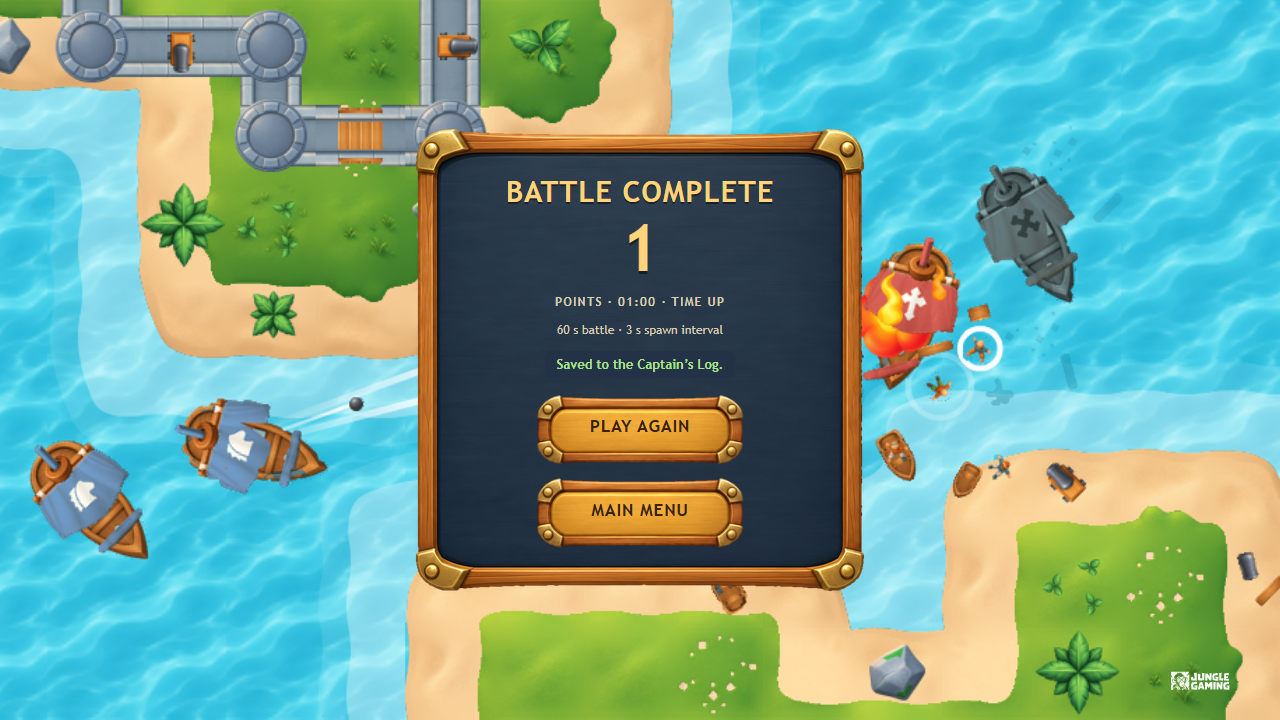 BATTLE COMPLETE
1
POINTS · 01:00 · TIME UP
60 s battle · 3 s spawn interval
Saved to the Captain’s Log.
PLAY AGAIN
MAIN MENU
JUNGLE
GAMING